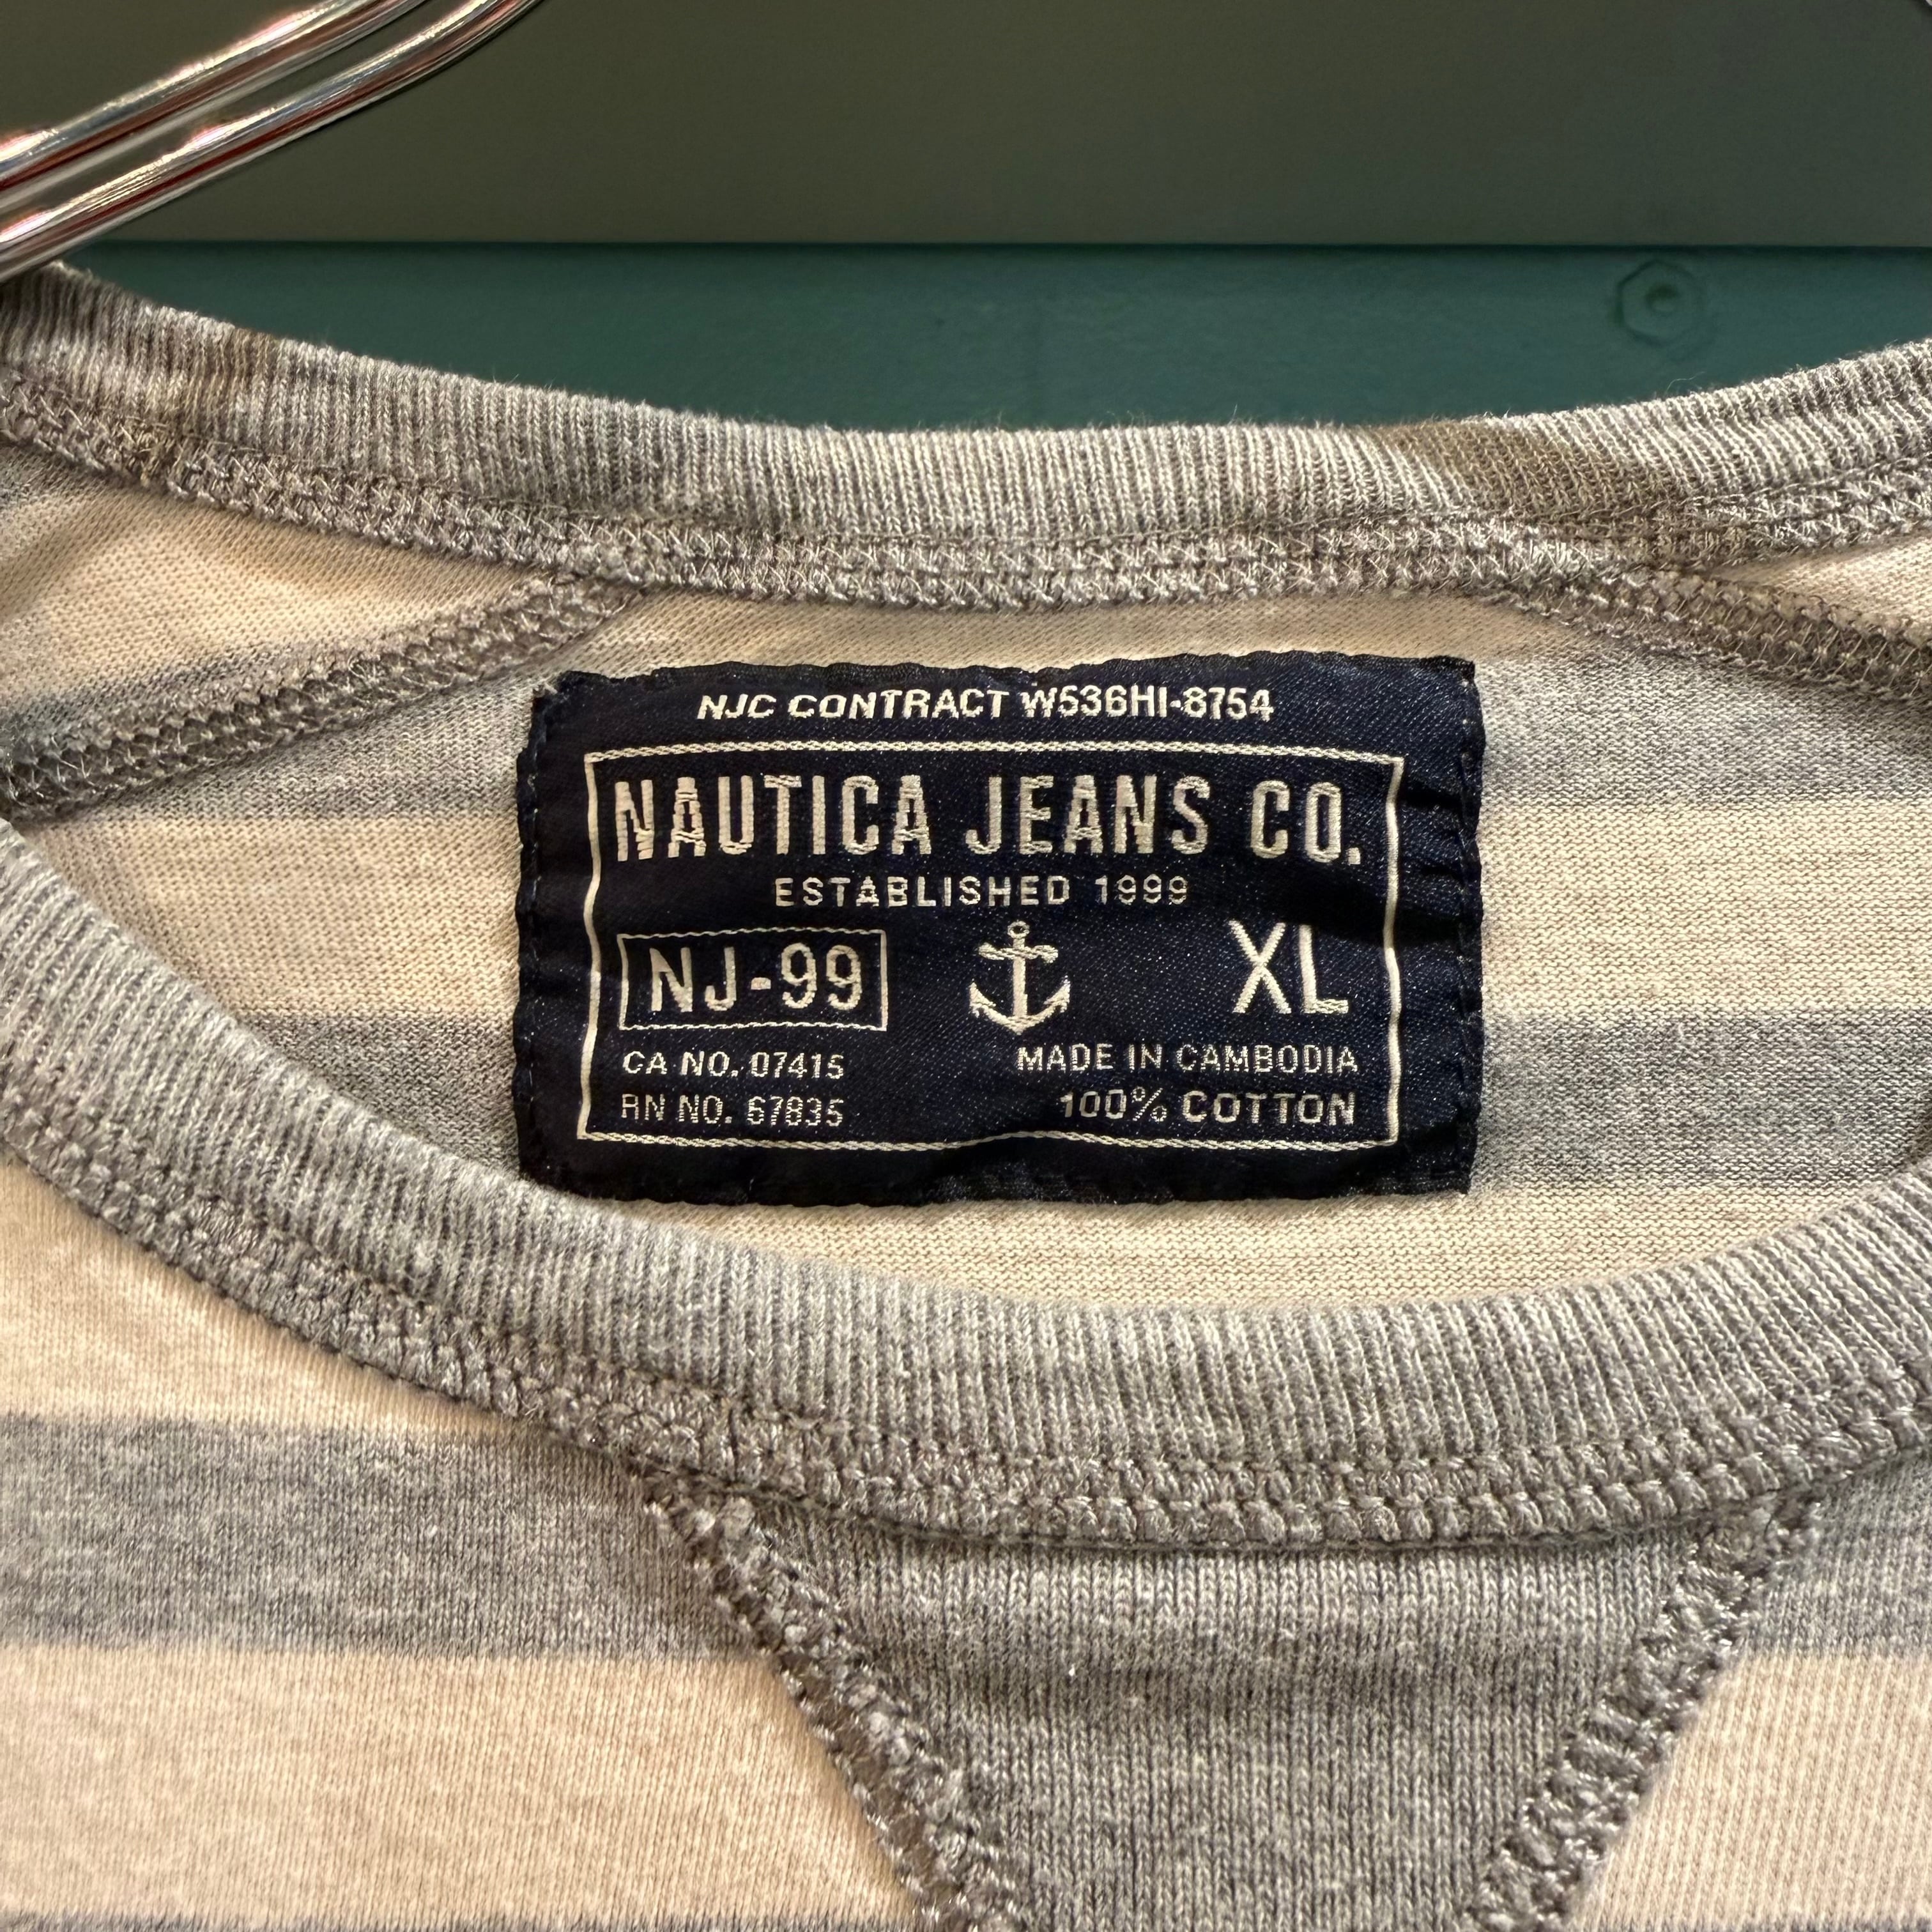 NJC CONTRACT W536HI-8754
NAUTICA JEANS CO.
ESTABLISHED 1999
NJ-99
XL
CA NO. 07415
MADE IN CAMBODIA
RN NO. 67835
100% COTTON